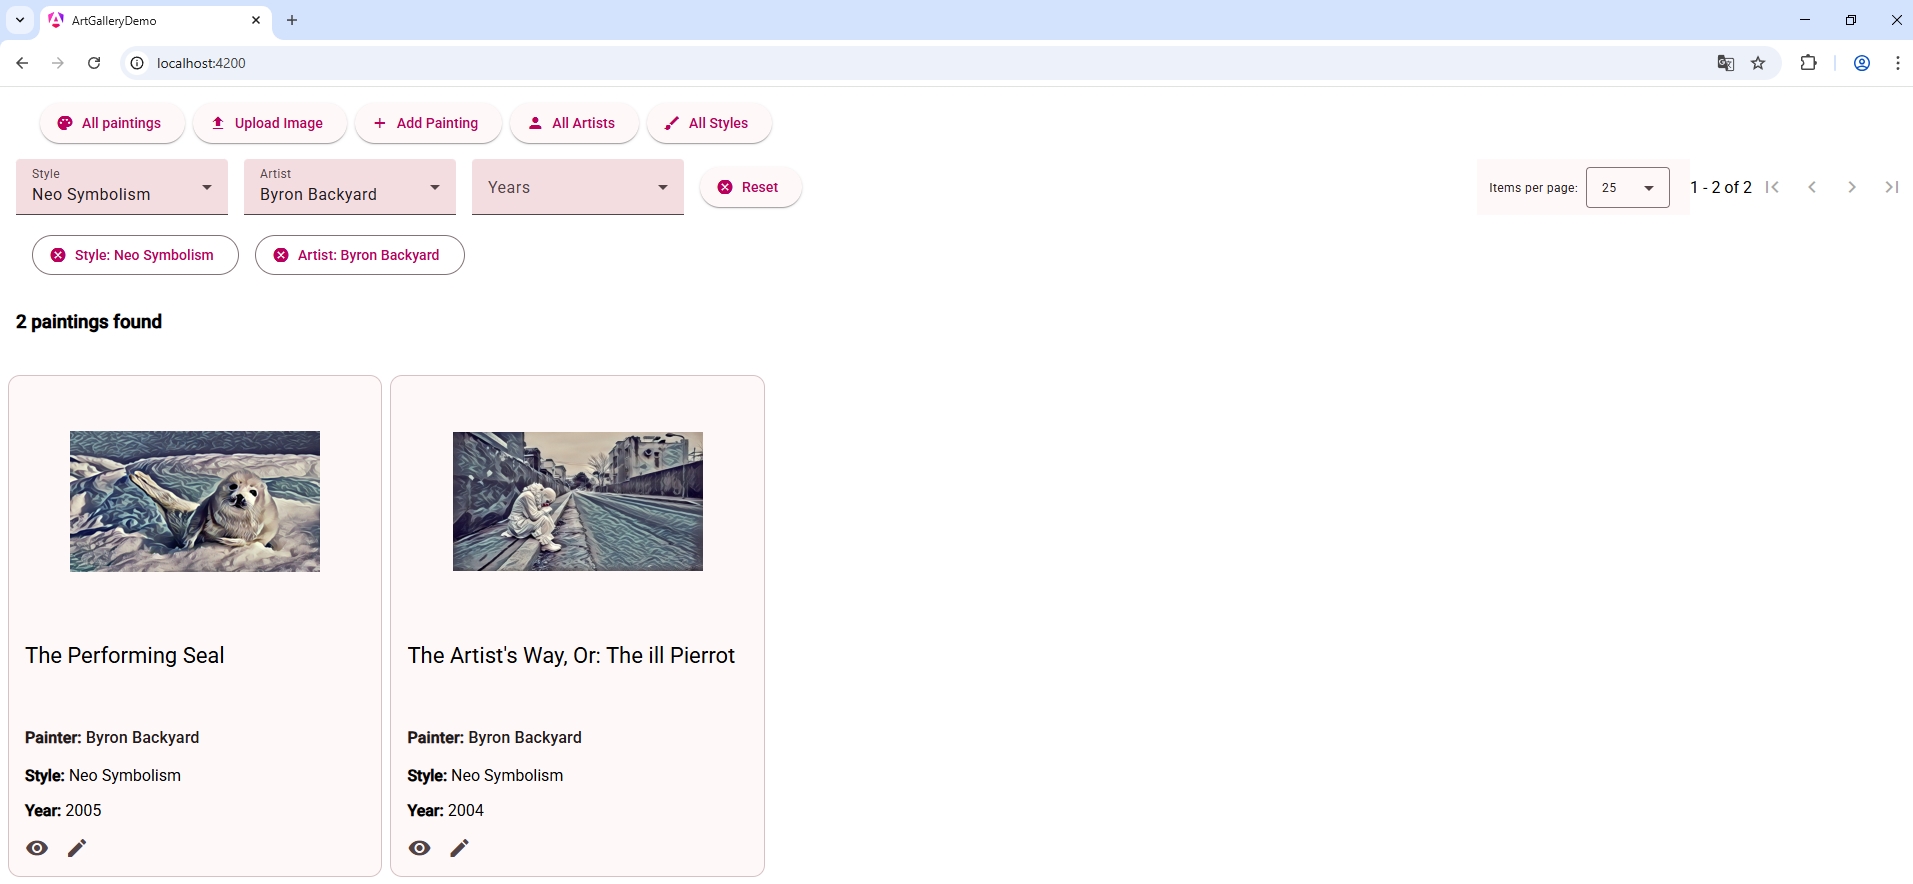 ArtGalleryDemo
localhost:4200
All paintings Upload Image Add Painting All Artists All Styles
Style Artist
Neo Symbolism Byron Backyard Years Reset Items per page: 25 1 - 2 of 2
Style: Neo Symbolism Artist: Byron Backyard
2 paintings found
The Performing Seal
Painter: Byron Backyard
Style: Neo Symbolism
Year: 2005
The Artist's Way, Or: The ill Pierrot
Painter: Byron Backyard
Style: Neo Symbolism
Year: 2004